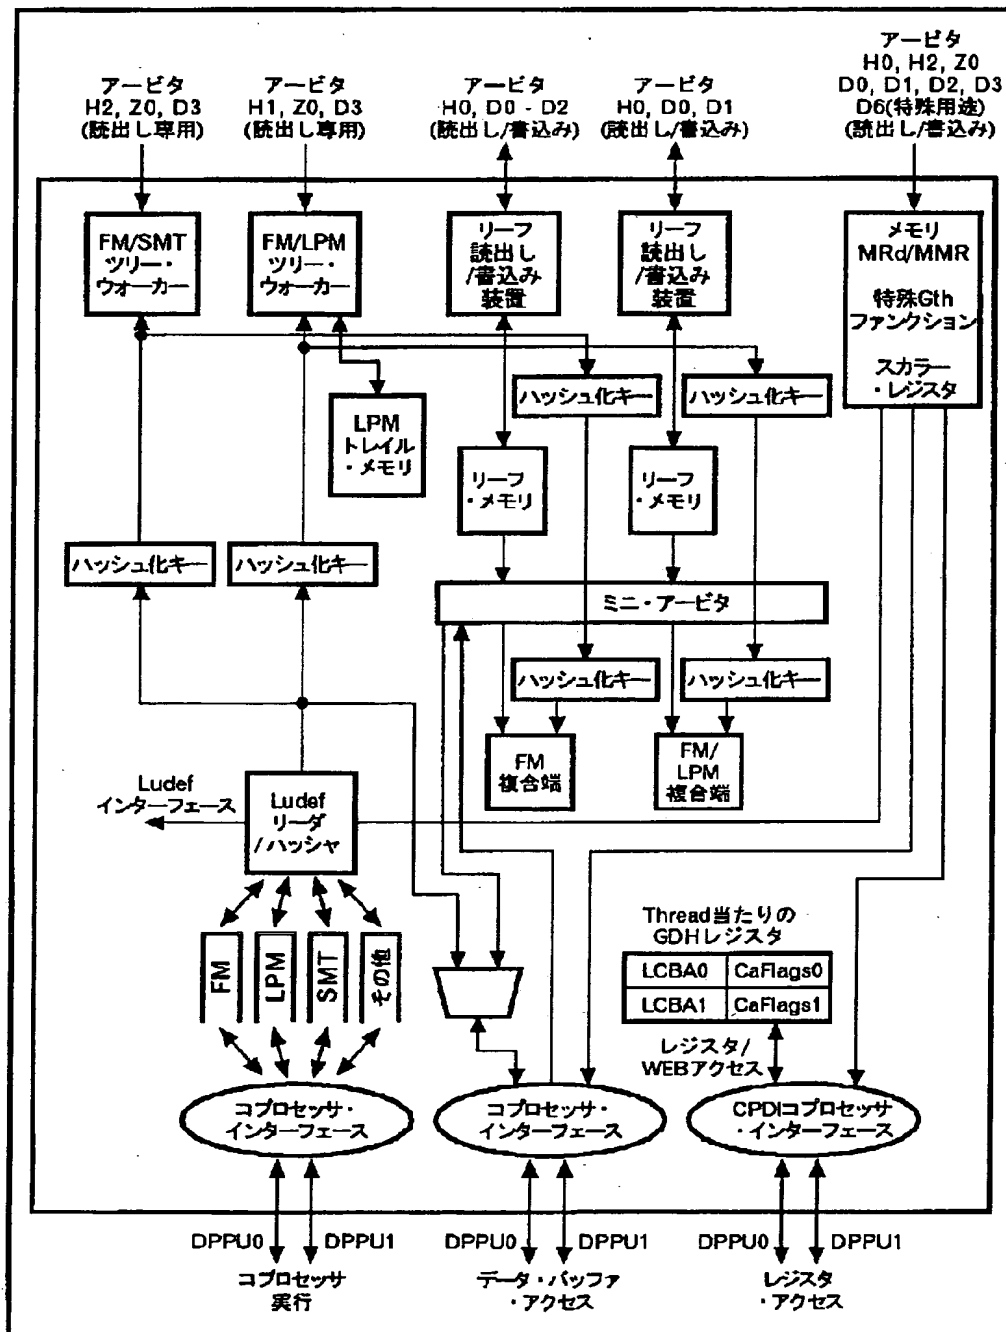 アービタ
H2, Z0, D3
(読出し専用)
アービタ
H1, Z0, D3
(読出し専用)
アービタ
H0, D0 - D2
(読出し/書込み)
アービタ
H0, D0, D1
(読出し/書込み)
アービタ
H0, H2, Z0
D0, D1, D2, D3
D6(特殊用途)
(読出し/書込み)
FM/SMT
ツリー・
ウォーカー
FM/LPM
ツリー・
ウォーカー
リーフ
読出し
/書込み
装置
リーフ
読出し
/書込み
装置
メモリ
MRd/MMR
特殊Gth
ファンクション
スカラー
・レジスタ
ハッシュ化キー
ハッシュ化キー
LPM
トレイル
・メモリ
リーフ
・メモリ
リーフ
・メモリ
ハッシュ化キー
ハッシュ化キー
ミニ・アービタ
ハッシュ化キー
ハッシュ化キー
FM
複合端
FM/
LPM
複合端
Ludef
インターフェース
Ludef
リーダ
/ハッシャ
FM
LPM
SMT
その他
Thread当たりの
GDHレジスタ
LCBA0
CaFlags0
LCBA1
CaFlags1
レジスタ/
WEBアクセス
コプロセッサ・
インターフェース
コプロセッサ・
インターフェース
CPDIコプロセッサ
・インターフェース
DPPU0
DPPU1
DPPU0
DPPU1
DPPU0
DPPU1
コプロセッサ
実行
データ・バッファ
・アクセス
レジスタ
・アクセス